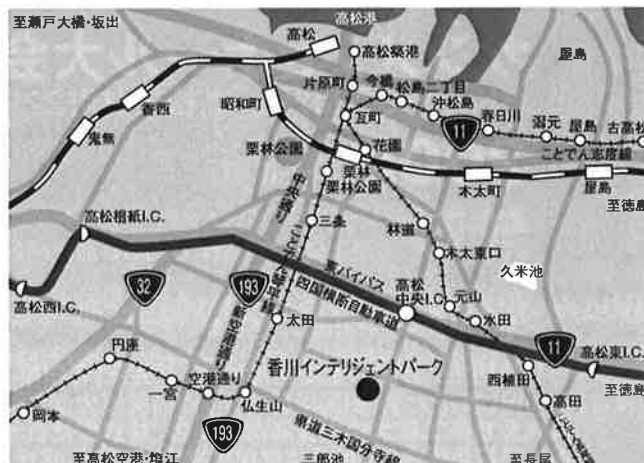 至瀬戸大橋・坂出
高松港
高松
高松築港
屋島
片原町
今橋
松島二丁目
沖松島
春日川
潟元
屋島
古高松
香西
昭和町
瓦町
11
ことでん志度線
鬼無
栗林公園
花園
栗林
栗林公園
木太町
屋島
至徳島
中央通り
三条
林道
高松檀紙I.C.
木太東口
久米池
東バイパス
四国横断自動車道
高松
中央I.C.
元山
水田
32
193
高松西I.C.
新空港通り
太田
11
高松東I.C.
円座
香川インテリジェントパーク
西植田
至徳島
一宮
空港通り
仏生山
高田
岡本
193
県道三木国分寺線
至高松空港・塩江
三郎池
至長尾